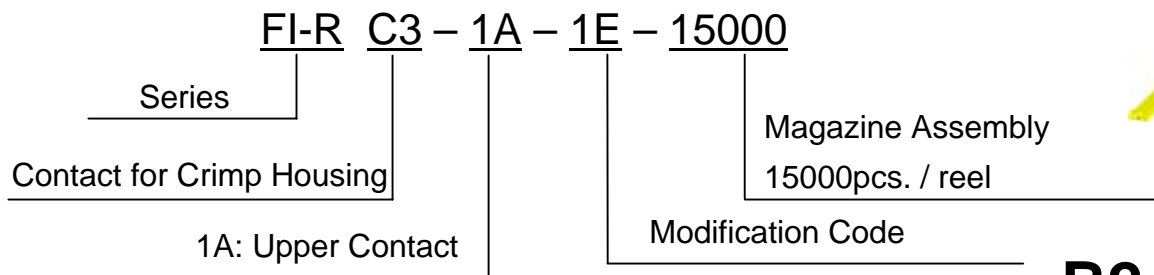 FI-R C3 – 1A – 1E – 15000
Series
Magazine Assembly
Contact for Crimp Housing
15000pcs. / reel
1A: Upper Contact
Modification Code